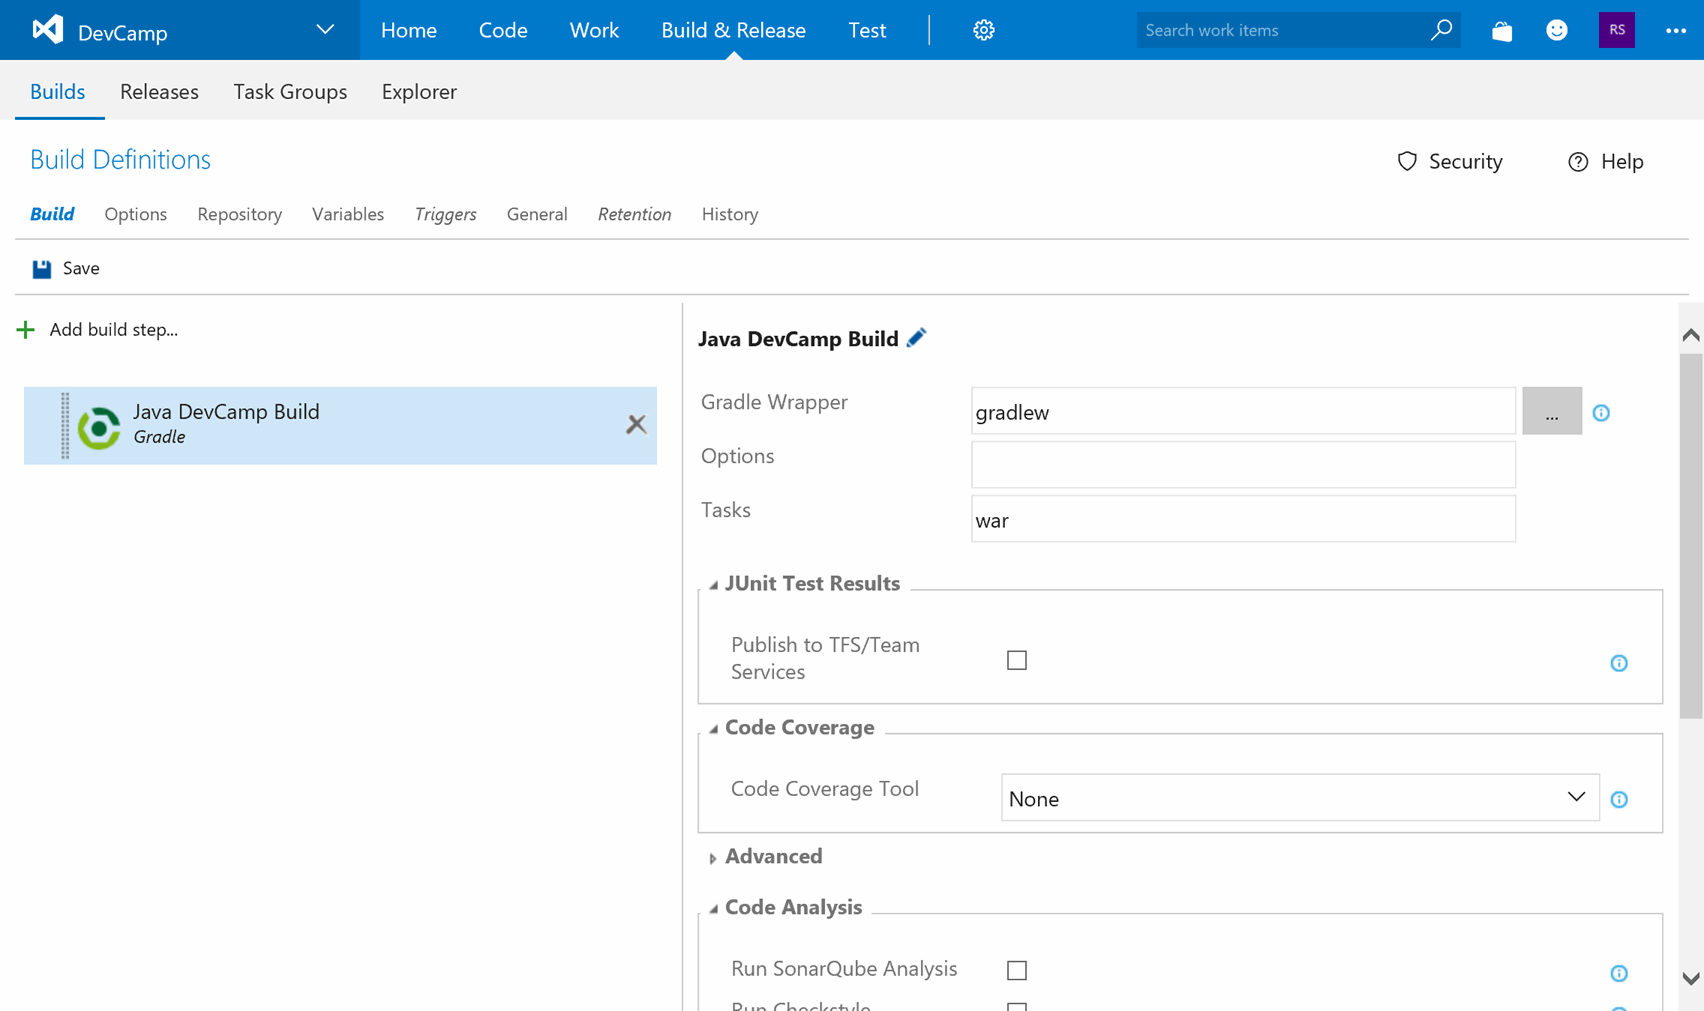 DevCamp
Home Code Work Build & Release Test
Search work items
RS
Builds Releases Task Groups Explorer
Build Definitions
Security Help
Build Options Repository Variables Triggers General Retention History
Save
Add build step...
Java DevCamp Build
Gradle
Java DevCamp Build
Gradle Wrapper
gradlew
...
Options
Tasks
war
JUnit Test Results
Publish to TFS/Team
Services
Code Coverage
Code Coverage Tool
None
Advanced
Code Analysis
Run SonarQube Analysis
Run Checkstyle